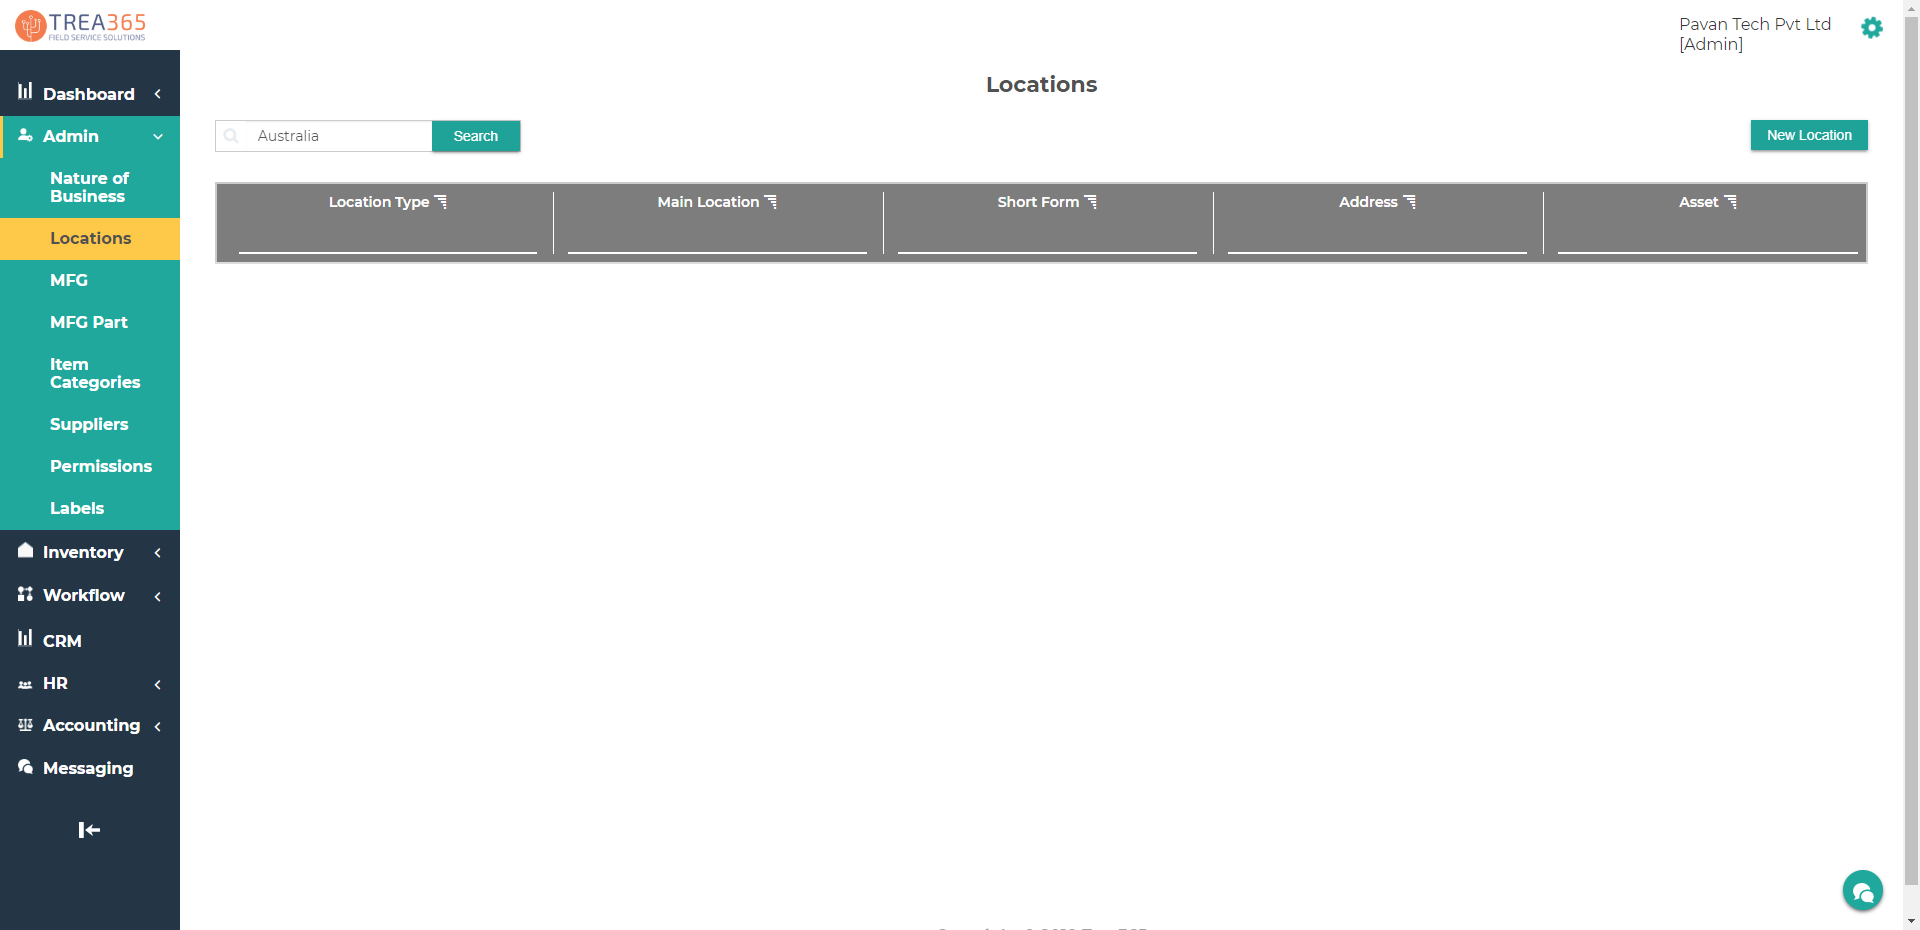 TREA365
FIELD SERVICE SOLUTIONS
Pavan Tech Pvt Ltd
[Admin]
Dashboard
Admin
Nature of
Business
Locations
MFG
MFG Part
Item
Categories
Suppliers
Permissions
Labels
Inventory
Workflow
CRM
HR
Accounting
Messaging
Locations
Australia
Search
New Location
Location Type
Main Location
Short Form
Address
Asset